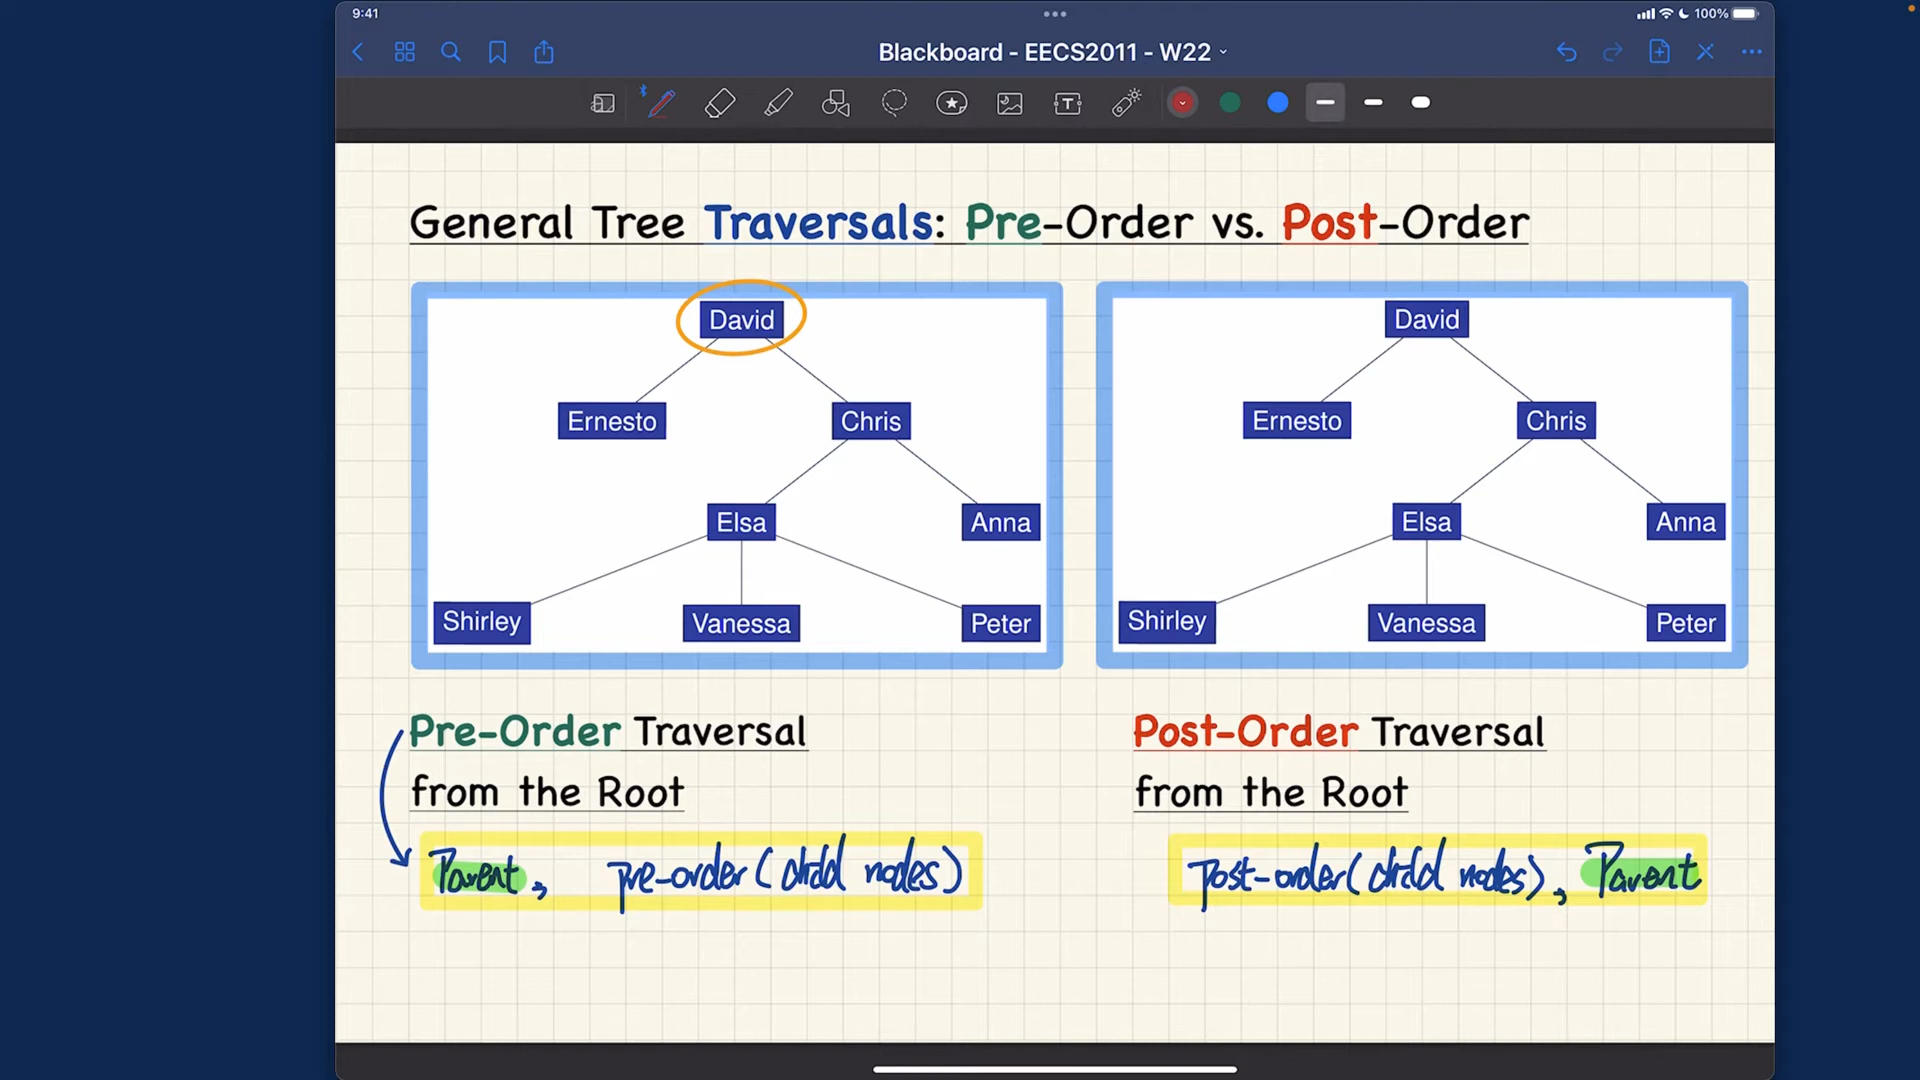 9:41
100%
Blackboard - EECS2011 - W22
General Tree Traversals: Pre-Order vs. Post-Order
David
Ernesto
Chris
Elsa
Anna
Shirley
Vanessa
Peter
David
Ernesto
Chris
Elsa
Anna
Shirley
Vanessa
Peter
Pre-Order Traversal
from the Root
Parent, pre-order(child nodes)
Post-Order Traversal
from the Root
post-order(child nodes), Parent